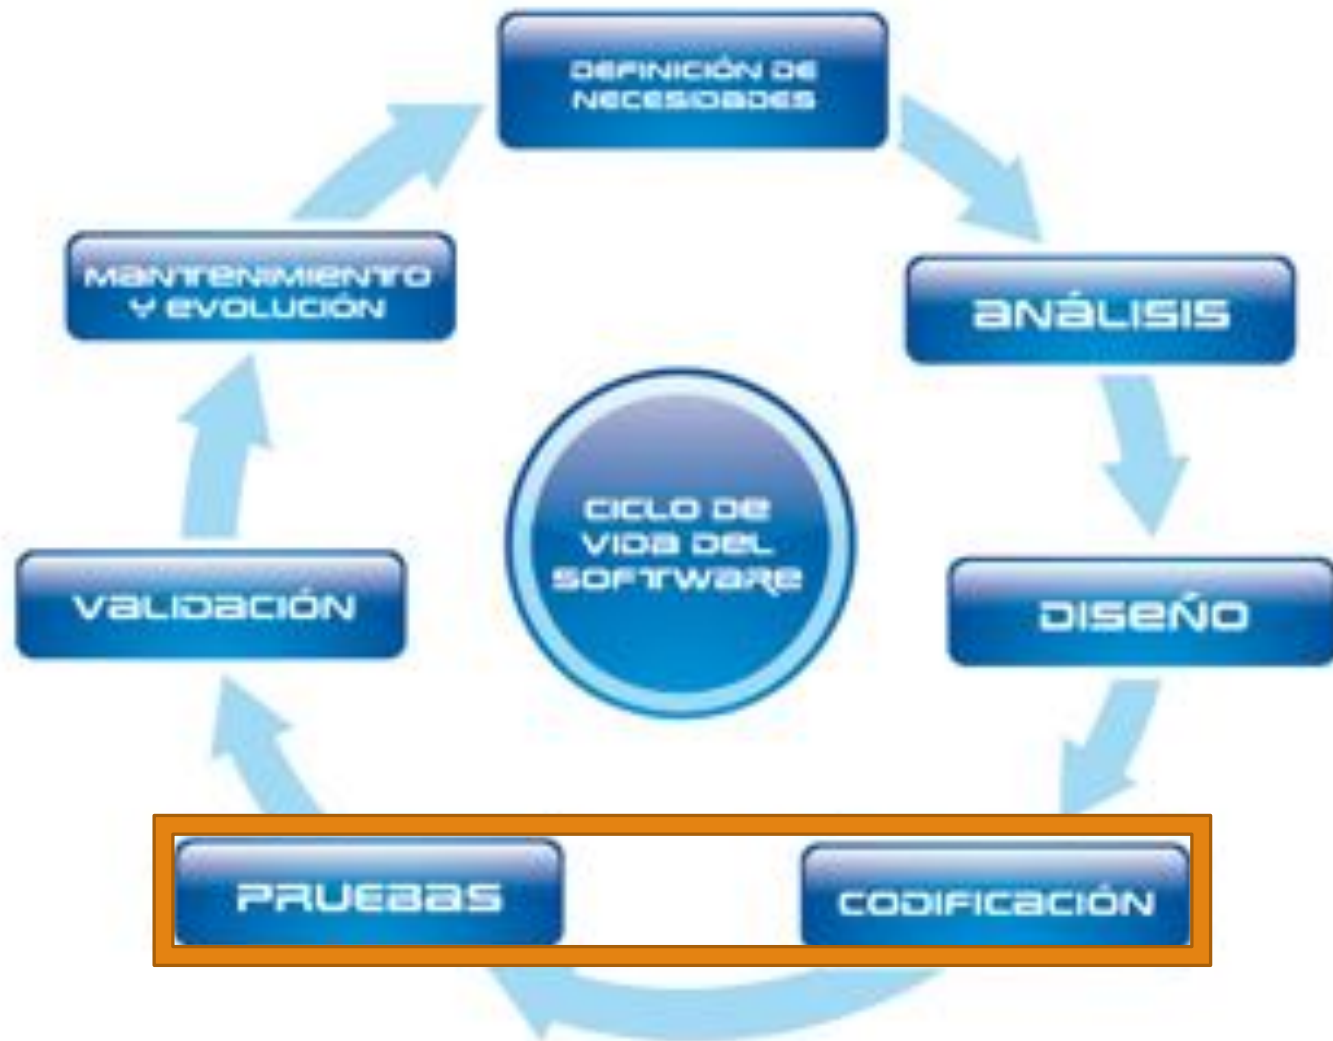 DEFINICIÓN DE
NECESIDADES
ANÁLISIS
DISEÑO
CODIFICACIÓN
PRUEBAS
VALIDACIÓN
MANTENIMIENTO
Y EVOLUCIÓN
CICLO DE
VIDA DEL
SOFTWARE